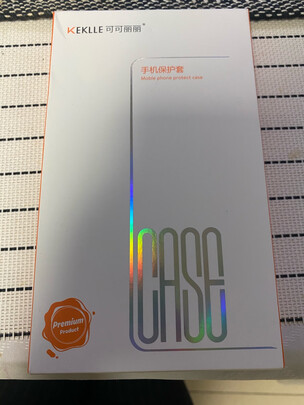 KEKLLE 可可丽丽®
手机保护套
Mobile phone protect case
CASE
Premium
Product